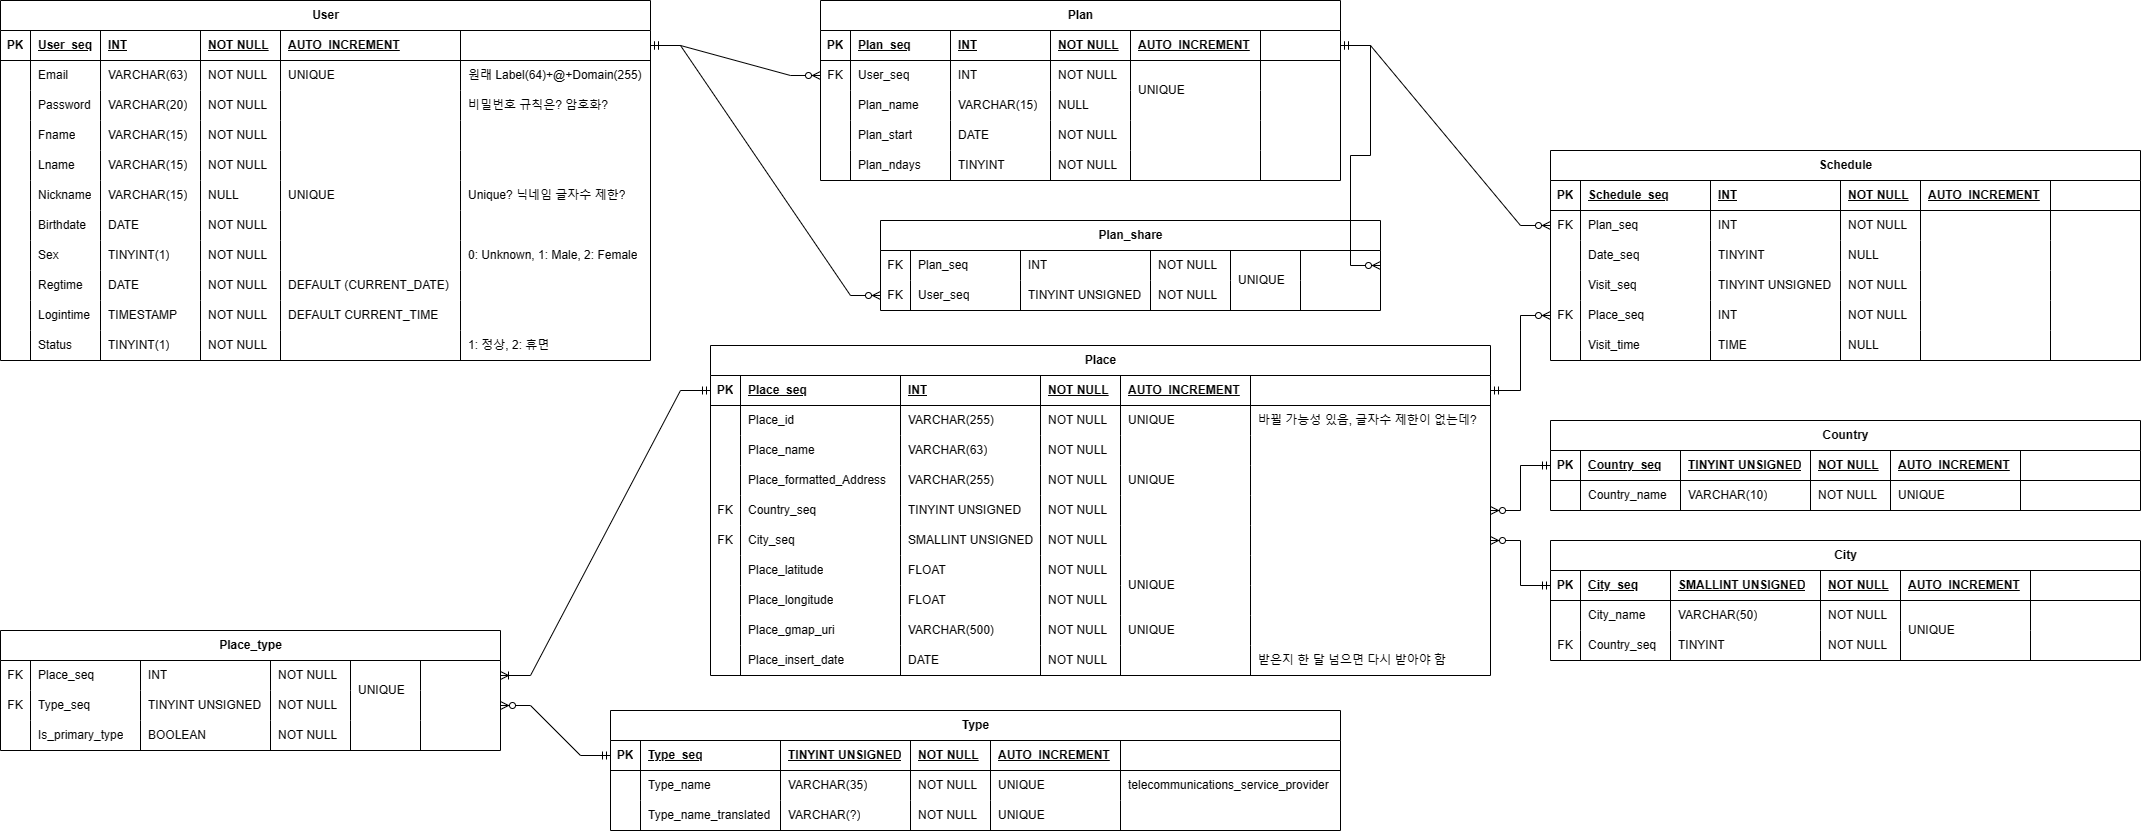 User
PK User_seq INT NOT NULL AUTO_INCREMENT
Email VARCHAR(63) NOT NULL UNIQUE 원래 Label(64)+@+Domain(255)
Password VARCHAR(20) NOT NULL 비밀번호 규칙은? 암호화?
Fname VARCHAR(15) NOT NULL
Lname VARCHAR(15) NOT NULL
Nickname VARCHAR(15) NULL UNIQUE Unique? 닉네임 글자수 제한?
Birthdate DATE NOT NULL
Sex TINYINT(1) NOT NULL 0: Unknown, 1: Male, 2: Female
Regtime DATE NOT NULL DEFAULT (CURRENT_DATE)
Logintime TIMESTAMP NOT NULL DEFAULT CURRENT_TIME
Status TINYINT(1) NOT NULL 1: 정상, 2: 휴면
Plan
PK Plan_seq INT NOT NULL AUTO_INCREMENT
FK User_seq INT NOT NULL
UNIQUE
Plan_name VARCHAR(15) NULL
Plan_start DATE NOT NULL
Plan_ndays TINYINT NOT NULL
Plan_share
FK Plan_seq INT NOT NULL
UNIQUE
FK User_seq TINYINT UNSIGNED NOT NULL
Schedule
PK Schedule_seq INT NOT NULL AUTO_INCREMENT
FK Plan_seq INT NOT NULL
Date_seq TINYINT NULL
Visit_seq TINYINT UNSIGNED NOT NULL
FK Place_seq INT NOT NULL
Visit_time TIME NULL
Place
PK Place_seq INT NOT NULL AUTO_INCREMENT
Place_id VARCHAR(255) NOT NULL UNIQUE 바뀔 가능성 있음, 글자수 제한이 없는데?
Place_name VARCHAR(63) NOT NULL
Place_formatted_Address VARCHAR(255) NOT NULL UNIQUE
FK Country_seq TINYINT UNSIGNED NOT NULL
FK City_seq SMALLINT UNSIGNED NOT NULL
Place_latitude FLOAT NOT NULL
UNIQUE
Place_longitude FLOAT NOT NULL
Place_gmap_uri VARCHAR(500) NOT NULL UNIQUE
Place_insert_date DATE NOT NULL 받은지 한 달 넘으면 다시 받아야 함
Country
PK Country_seq TINYINT UNSIGNED NOT NULL AUTO_INCREMENT
Country_name VARCHAR(10) NOT NULL UNIQUE
City
PK City_seq SMALLINT UNSIGNED NOT NULL AUTO_INCREMENT
City_name VARCHAR(50) NOT NULL
UNIQUE
FK Country_seq TINYINT NOT NULL
Place_type
FK Place_seq INT NOT NULL
UNIQUE
FK Type_seq TINYINT UNSIGNED NOT NULL
Is_primary_type BOOLEAN NOT NULL
Type
PK Type_seq TINYINT UNSIGNED NOT NULL AUTO_INCREMENT
Type_name VARCHAR(35) NOT NULL UNIQUE telecommunications_service_provider
Type_name_translated VARCHAR(?) NOT NULL UNIQUE